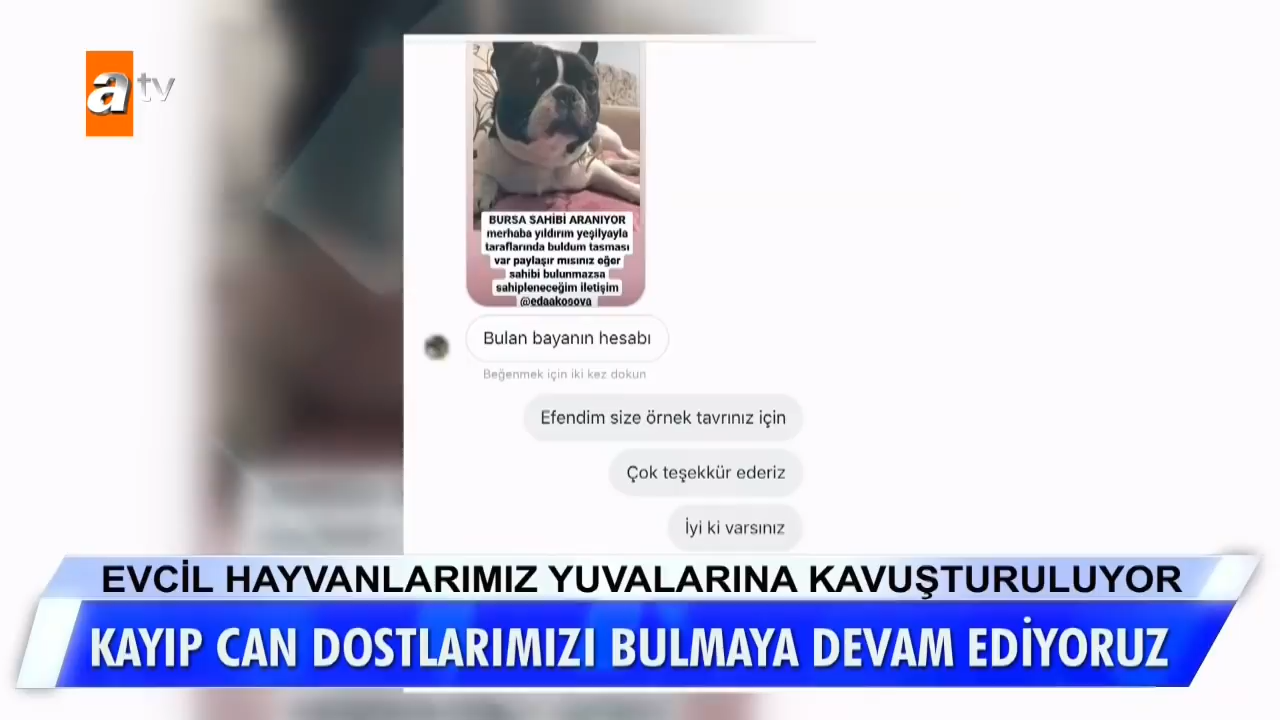 atv
BURSA SAHİBİ ARANIYOR
merhaba yıldırım yeşilyayla
taraflarında buldum tasması
var paylaşır mısınız eğer
sahibi bulunmazsa
sahipleneceğim iletişim
@edaakosova
Bulan bayanın hesabı
Beğenmek için iki kez dokun
Efendim size örnek tavrınız için
Çok teşekkür ederiz
İyi ki varsınız
EVCİL HAYVANLARIMIZ YUVALARINA KAVUŞTURULUYOR
KAYIP CAN DOSTLARIMIZI BULMAYA DEVAM EDİYORUZ